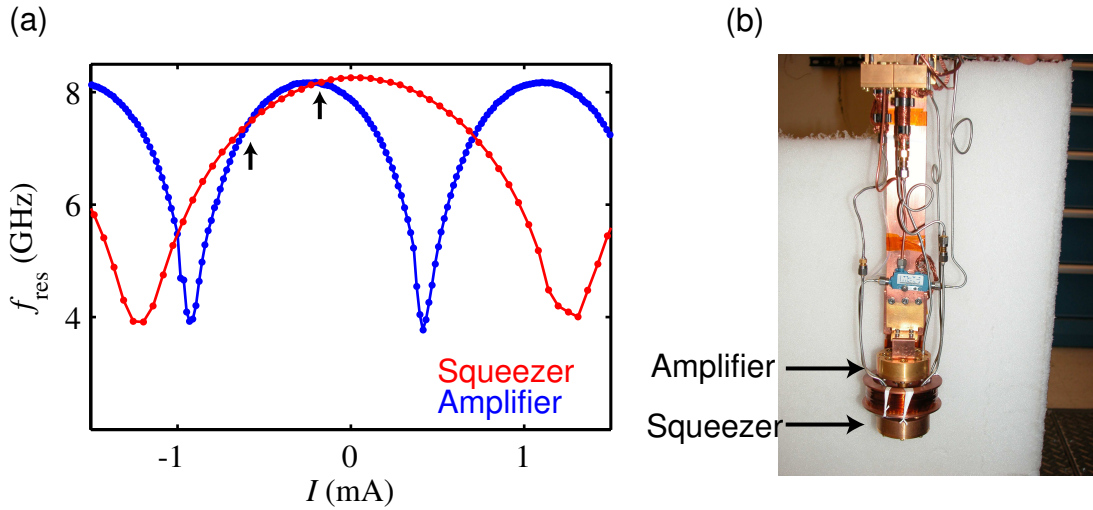 (a)
8
6
4
f_res (GHz)
-1
0
1
I (mA)
Squeezer
Amplifier
(b)
Amplifier
Squeezer